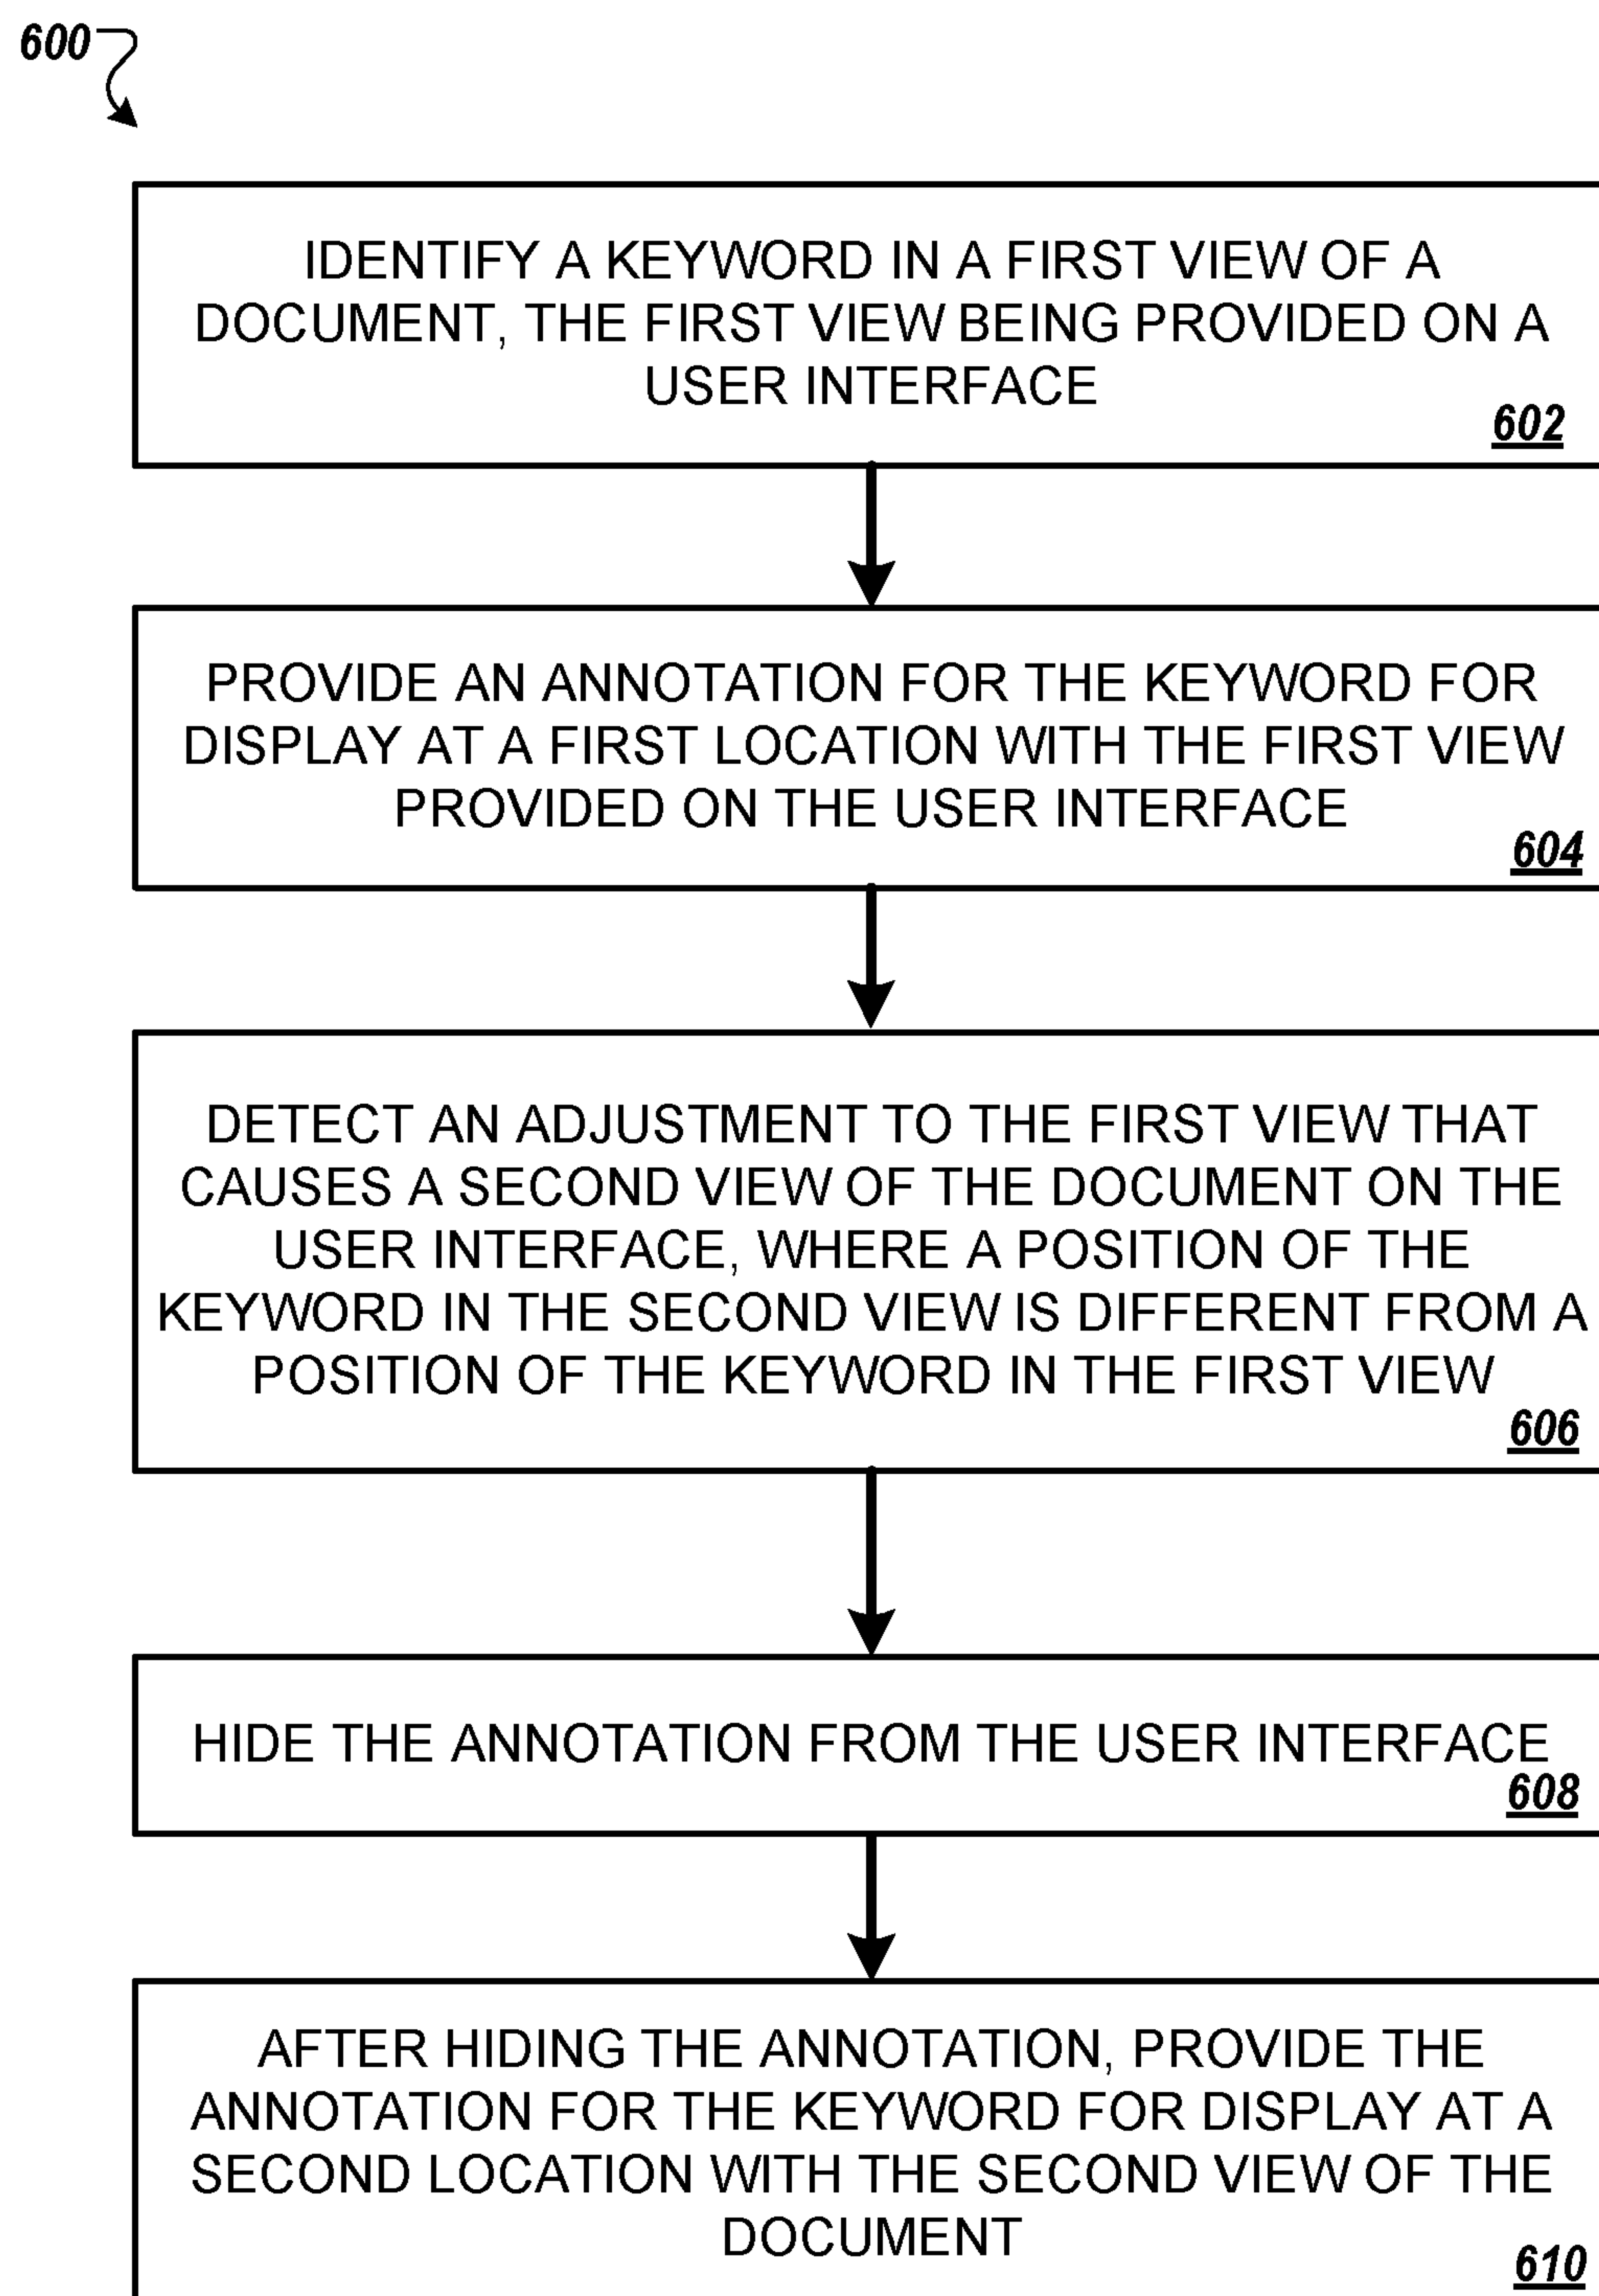 600
IDENTIFY A KEYWORD IN A FIRST VIEW OF A
DOCUMENT, THE FIRST VIEW BEING PROVIDED ON A
USER INTERFACE
602
PROVIDE AN ANNOTATION FOR THE KEYWORD FOR
DISPLAY AT A FIRST LOCATION WITH THE FIRST VIEW
PROVIDED ON THE USER INTERFACE
604
DETECT AN ADJUSTMENT TO THE FIRST VIEW THAT
CAUSES A SECOND VIEW OF THE DOCUMENT ON THE
USER INTERFACE, WHERE A POSITION OF THE
KEYWORD IN THE SECOND VIEW IS DIFFERENT FROM A
POSITION OF THE KEYWORD IN THE FIRST VIEW
606
HIDE THE ANNOTATION FROM THE USER INTERFACE
608
AFTER HIDING THE ANNOTATION, PROVIDE THE
ANNOTATION FOR THE KEYWORD FOR DISPLAY AT A
SECOND LOCATION WITH THE SECOND VIEW OF THE
DOCUMENT
610